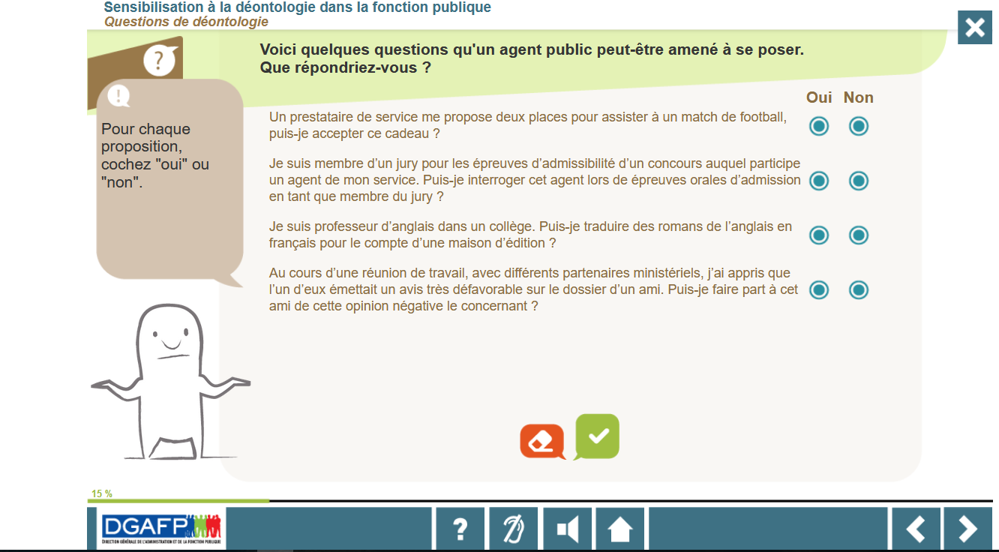 Sensibilisation à la déontologie dans la fonction publique
Questions de déontologie
?
Voici quelques questions qu'un agent public peut-être amené à se poser.
Que répondriez-vous ?
!
Pour chaque
proposition,
cochez "oui" ou
"non".
Oui Non
Un prestataire de service me propose deux places pour assister à un match de football,
puis-je accepter ce cadeau ?
Je suis membre d’un jury pour les épreuves d’admissibilité d’un concours auquel participe
un agent de mon service. Puis-je interroger cet agent lors de épreuves orales d’admission
en tant que membre du jury ?
Je suis professeur d’anglais dans un collège. Puis-je traduire des romans de l’anglais en
français pour le compte d’une maison d’édition ?
Au cours d’une réunion de travail, avec différents partenaires ministériels, j’ai appris que
l’un d’eux émettait un avis très défavorable sur le dossier d’un ami. Puis-je faire part à cet
ami de cette opinion négative le concernant ?
15 %
DGAFP
DIRECTION GÉNÉRALE DE L'ADMINISTRATION ET DE LA FONCTION PUBLIQUE
?